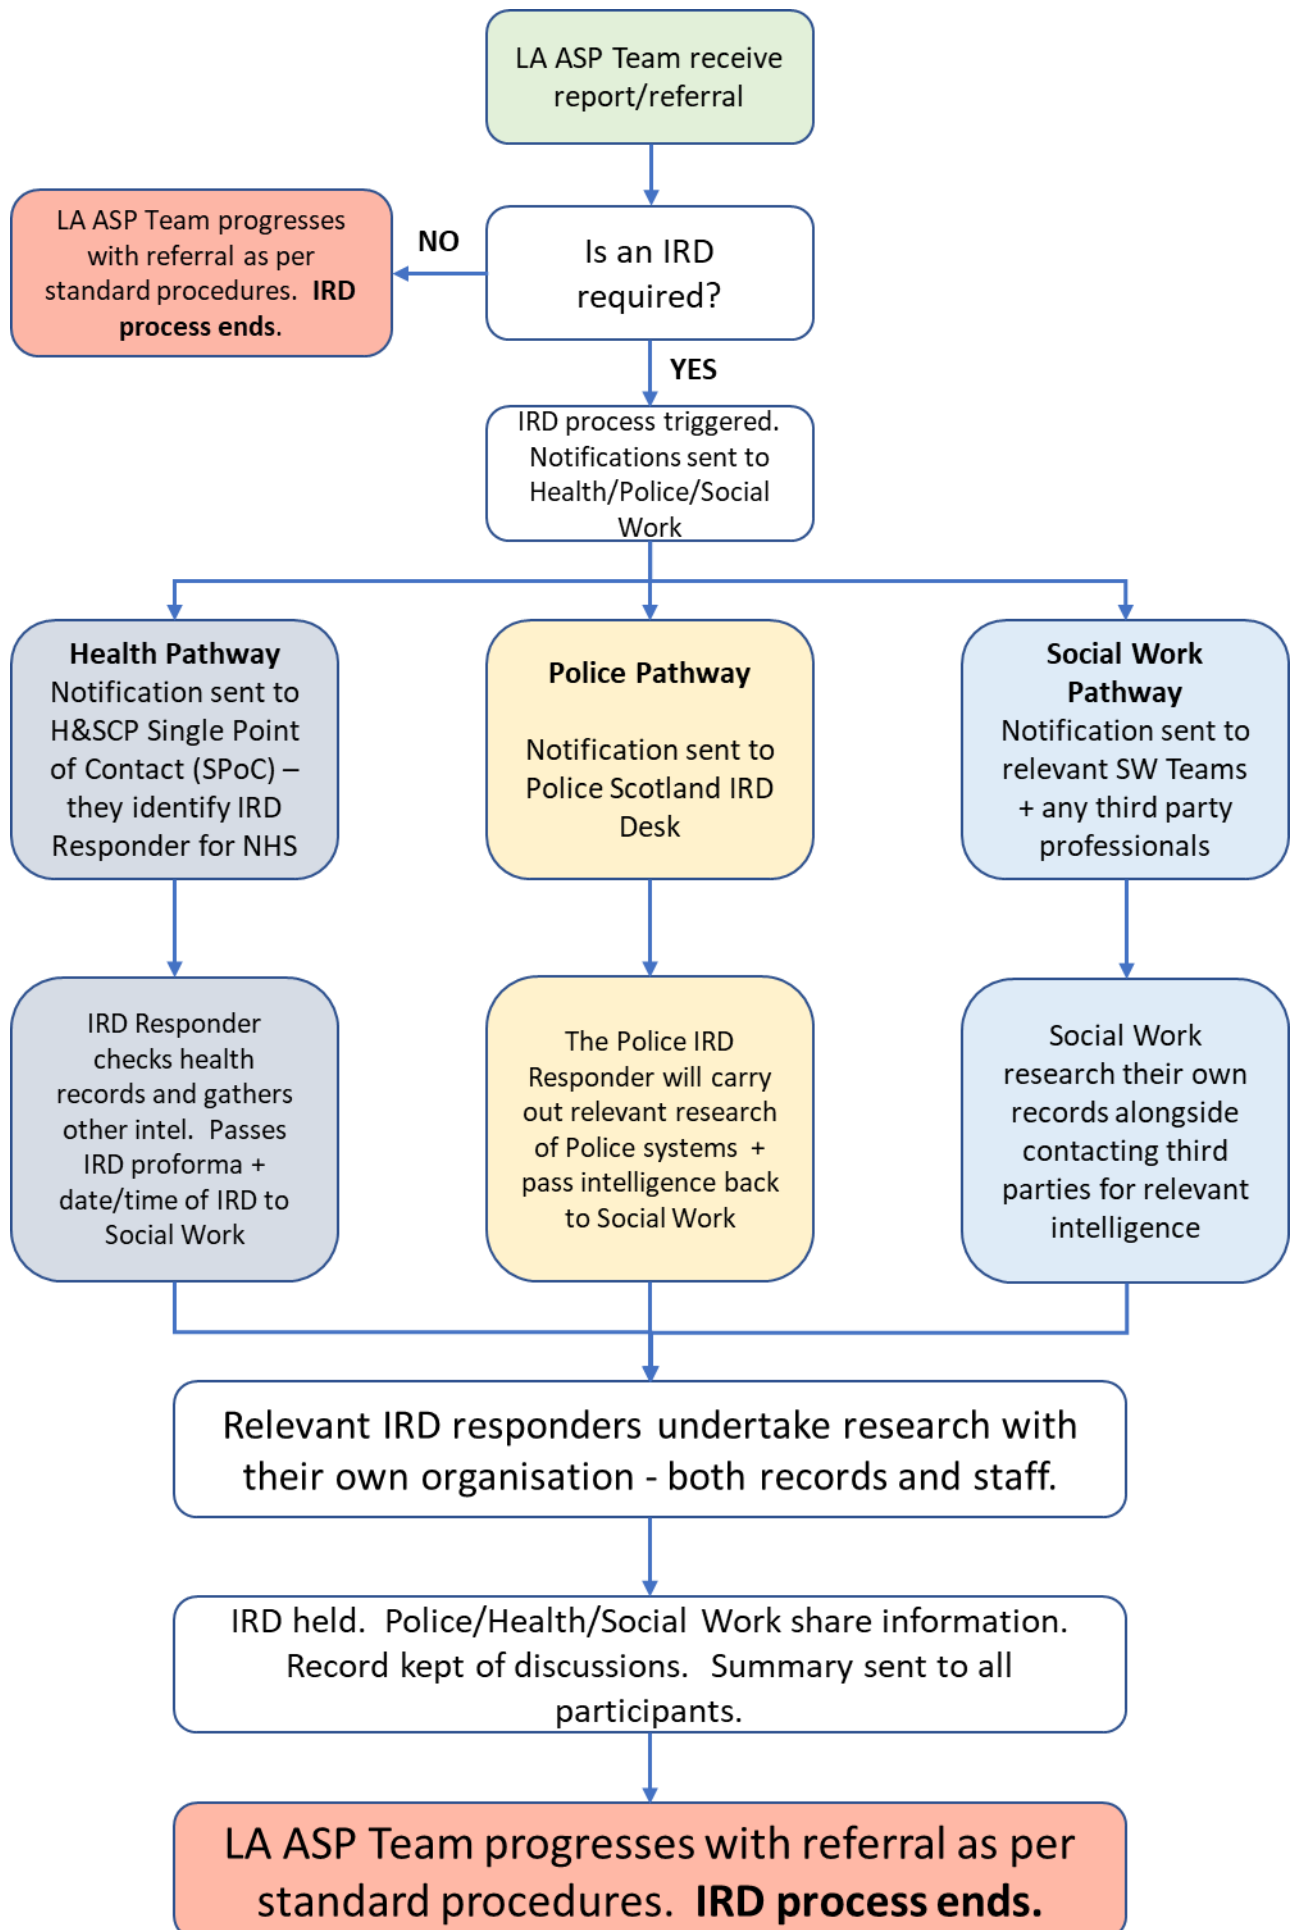 LA ASP Team receive
report/referral
LA ASP Team progresses
with referral as per
standard procedures.  IRD
process ends.
NO
Is an IRD
required?
YES
IRD process triggered.
Notifications sent to
Health/Police/Social
Work
Health Pathway
Notification sent to
H&SCP Single Point
of Contact (SPoC) –
they identify IRD
Responder for NHS
Police Pathway
Notification sent to
Police Scotland IRD
Desk
Social Work
Pathway
Notification sent to
relevant SW Teams
+ any third party
professionals
IRD Responder
checks health
records and gathers
other intel.  Passes
IRD proforma +
date/time of IRD to
Social Work
The Police IRD
Responder will carry
out relevant research
of Police systems +
pass intelligence back
to Social Work
Social Work
research their own
records alongside
contacting third
parties for relevant
intelligence
Relevant IRD responders undertake research with
their own organisation - both records and staff.
IRD held.  Police/Health/Social Work share information.
Record kept of discussions.  Summary sent to all
participants.
LA ASP Team progresses with referral as per
standard procedures.  IRD process ends.